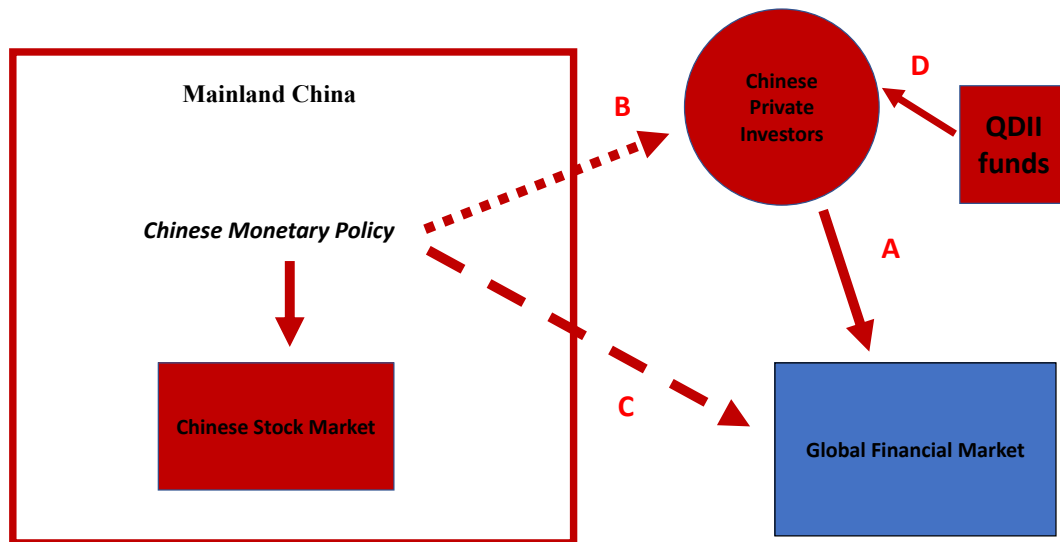 Mainland China
Chinese Monetary Policy
Chinese Stock Market
B
C
Chinese
Private
Investors
D
QDII
funds
A
Global Financial Market